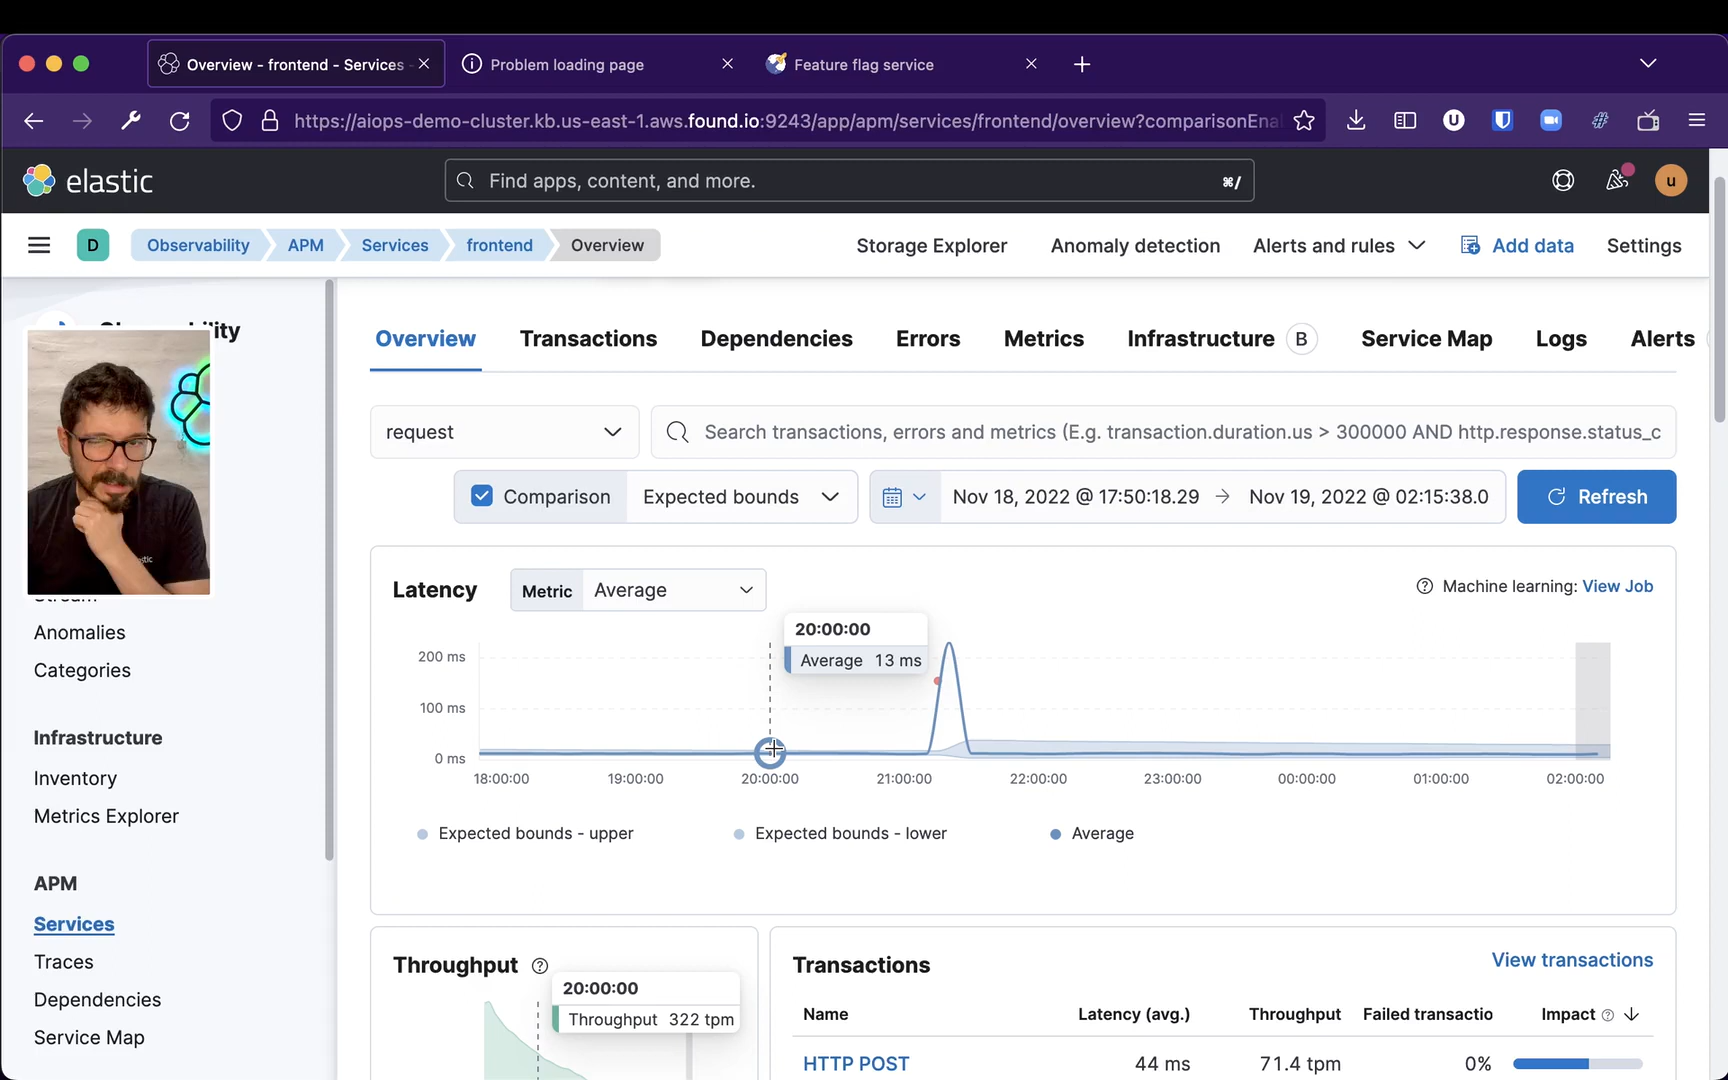 Overview - frontend - Services -
Problem loading page
Feature flag service
https://aiops-demo-cluster.kb.us-east-1.aws.found.io:9243/app/apm/services/frontend/overview?comparisonEna
elastic
Find apps, content, and more.
⌘/
u
D
Observability
APM
Services
frontend
Overview
Storage Explorer
Anomaly detection
Alerts and rules
Add data
Settings
Overview
Transactions
Dependencies
Errors
Metrics
Infrastructure B
Service Map
Logs
Alerts
request
Search transactions, errors and metrics (E.g. transaction.duration.us > 300000 AND http.response.status_c
Comparison
Expected bounds
Nov 18, 2022 @ 17:50:18.29 → Nov 19, 2022 @ 02:15:38.0
Refresh
Anomalies
Categories
Infrastructure
Inventory
Metrics Explorer
APM
Services
Traces
Dependencies
Service Map
Latency
Metric
Average
Machine learning: View Job
20:00:00
Average 13 ms
200 ms
100 ms
0 ms
18:00:00
19:00:00
20:00:00
21:00:00
22:00:00
23:00:00
00:00:00
01:00:00
02:00:00
Expected bounds - upper
Expected bounds - lower
Average
Throughput
20:00:00
Throughput 322 tpm
Transactions
View transactions
Name
Latency (avg.)
Throughput
Failed transactio
Impact
HTTP POST
44 ms
71.4 tpm
0%